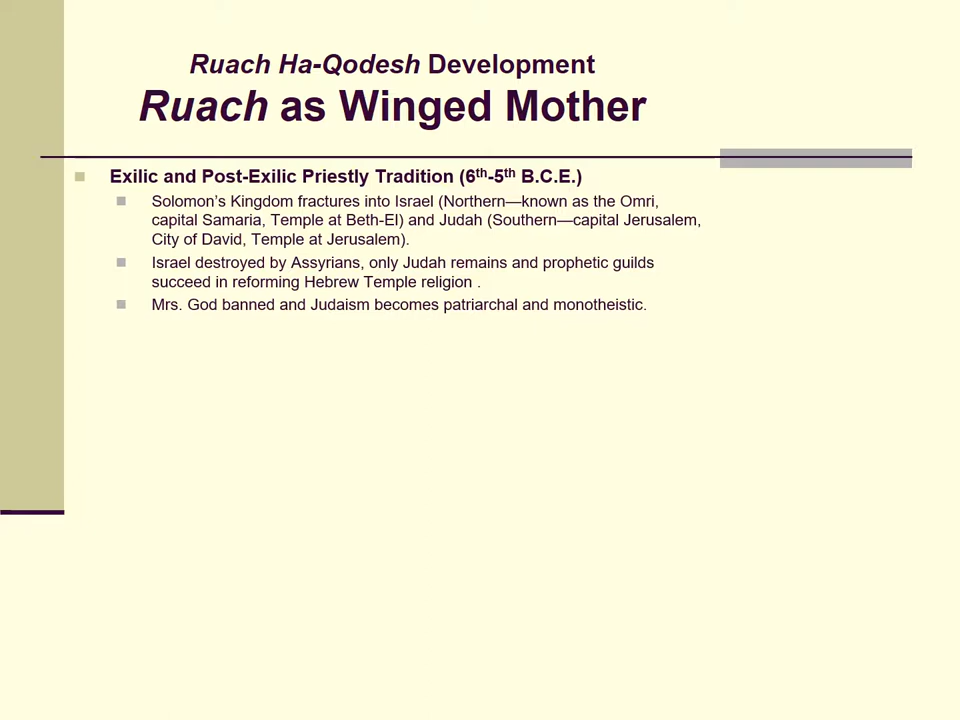 Ruach Ha-Qodesh Development
Ruach as Winged Mother
Exilic and Post-Exilic Priestly Tradition (6th-5th B.C.E.)
Solomon’s Kingdom fractures into Israel (Northern—known as the Omri,
capital Samaria, Temple at Beth-El) and Judah (Southern—capital Jerusalem,
City of David, Temple at Jerusalem).
Israel destroyed by Assyrians, only Judah remains and prophetic guilds
succeed in reforming Hebrew Temple religion .
Mrs. God banned and Judaism becomes patriarchal and monotheistic.